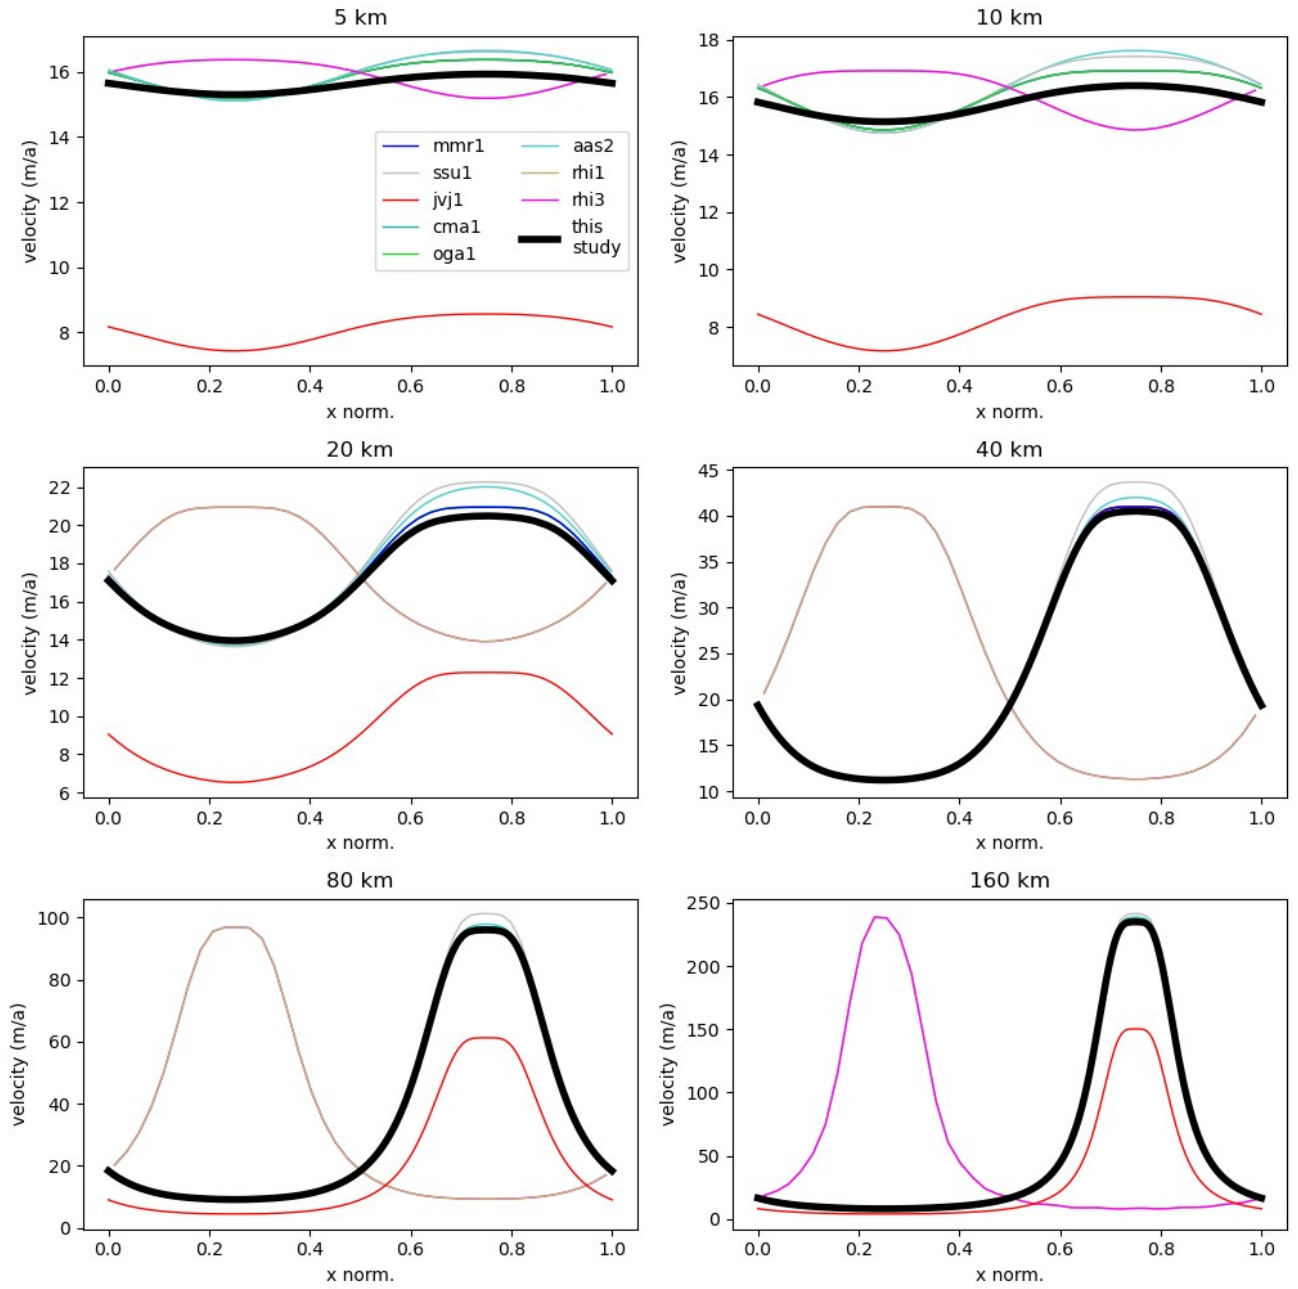 5 km
16
14
12
10
8
velocity (m/a)
mmr1
ssu1
jvj1
cma1
oga1
aas2
rhi1
rhi3
this
study
0.0 0.2 0.4 0.6 0.8 1.0
x norm.
10 km
18
16
14
12
10
8
velocity (m/a)
0.0 0.2 0.4 0.6 0.8 1.0
x norm.
20 km
22
20
18
16
14
12
10
8
6
velocity (m/a)
0.0 0.2 0.4 0.6 0.8 1.0
x norm.
40 km
45
40
35
30
25
20
15
10
velocity (m/a)
0.0 0.2 0.4 0.6 0.8 1.0
x norm.
80 km
100
80
60
40
20
0
velocity (m/a)
0.0 0.2 0.4 0.6 0.8 1.0
x norm.
160 km
250
200
150
100
50
0
velocity (m/a)
0.0 0.2 0.4 0.6 0.8 1.0
x norm.